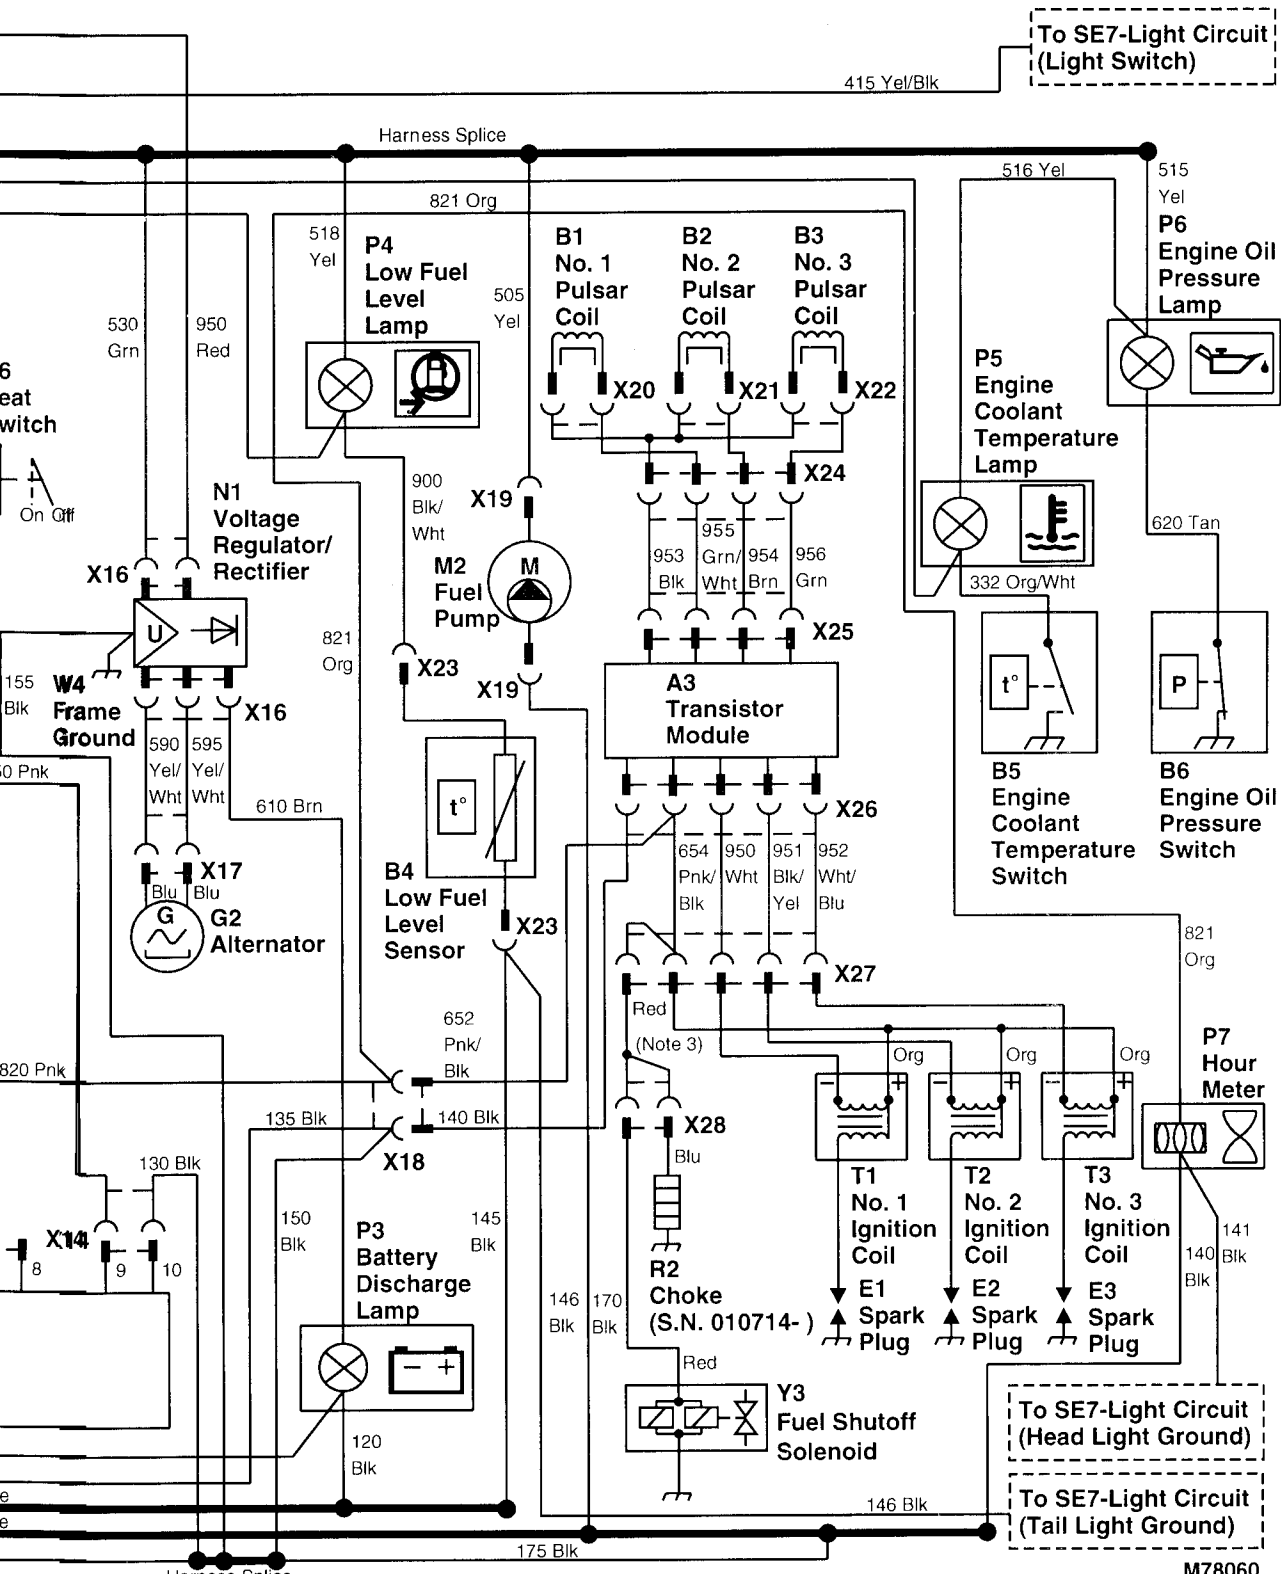 To SE7-Light Circuit
(Light Switch)
415 Yel/Blk
Harness Splice
516 Yel
515
Yel
821 Org
518
Yel
P4
Low Fuel
Level
Lamp
B1
No. 1
Pulsar
Coil
B2
No. 2
Pulsar
Coil
B3
No. 3
Pulsar
Coil
P6
Engine Oil
Pressure
Lamp
505
Yel
530
Grn
950
Red
P5
Engine
Coolant
Temperature
Lamp
6
eat
witch
On Off
X20
X21
X22
X24
N1
Voltage
Regulator/
Rectifier
900
Blk/
Wht
X19
M2
Fuel
Pump
M
953
Blk
955
Grn/
Wht
954
Brn
956
Grn
620 Tan
332 Org/Wht
X16
U
821
Org
X23
X19
X25
A3
Transistor
Module
t°
P
155
Blk
W4
Frame
Ground
X16
590
Yel/
Wht
595
Yel/
Wht
50 Pnk
610 Brn
t°
B5
Engine
Coolant
Temperature
Switch
B6
Engine Oil
Pressure
Switch
X26
654
Pnk/
Blk
950
Wht
951
Blk/
Yel
952
Wht/
Blu
X17
Blu
Blu
G
G2
Alternator
B4
Low Fuel
Level
Sensor
X23
X27
821
Org
Red
(Note 3)
652
Pnk/
Blk
Org
Org
Org
P7
Hour
Meter
820 Pnk
135 Blk
140 Blk
X18
X28
Blu
- +
- +
- +
130 Blk
150
Blk
145
Blk
X14
8
9
10
P3
Battery
Discharge
Lamp
- +
R2
Choke
(S.N. 010714- )
T1
No. 1
Ignition
Coil
T2
No. 2
Ignition
Coil
T3
No. 3
Ignition
Coil
141
Blk
140
Blk
146
Blk
170
Blk
E1
Spark
Plug
E2
Spark
Plug
E3
Spark
Plug
Red
Y3
Fuel Shutoff
Solenoid
120
Blk
To SE7-Light Circuit
(Head Light Ground)
e
e
146 Blk
To SE7-Light Circuit
(Tail Light Ground)
175 Blk
Harness Splice
M78060